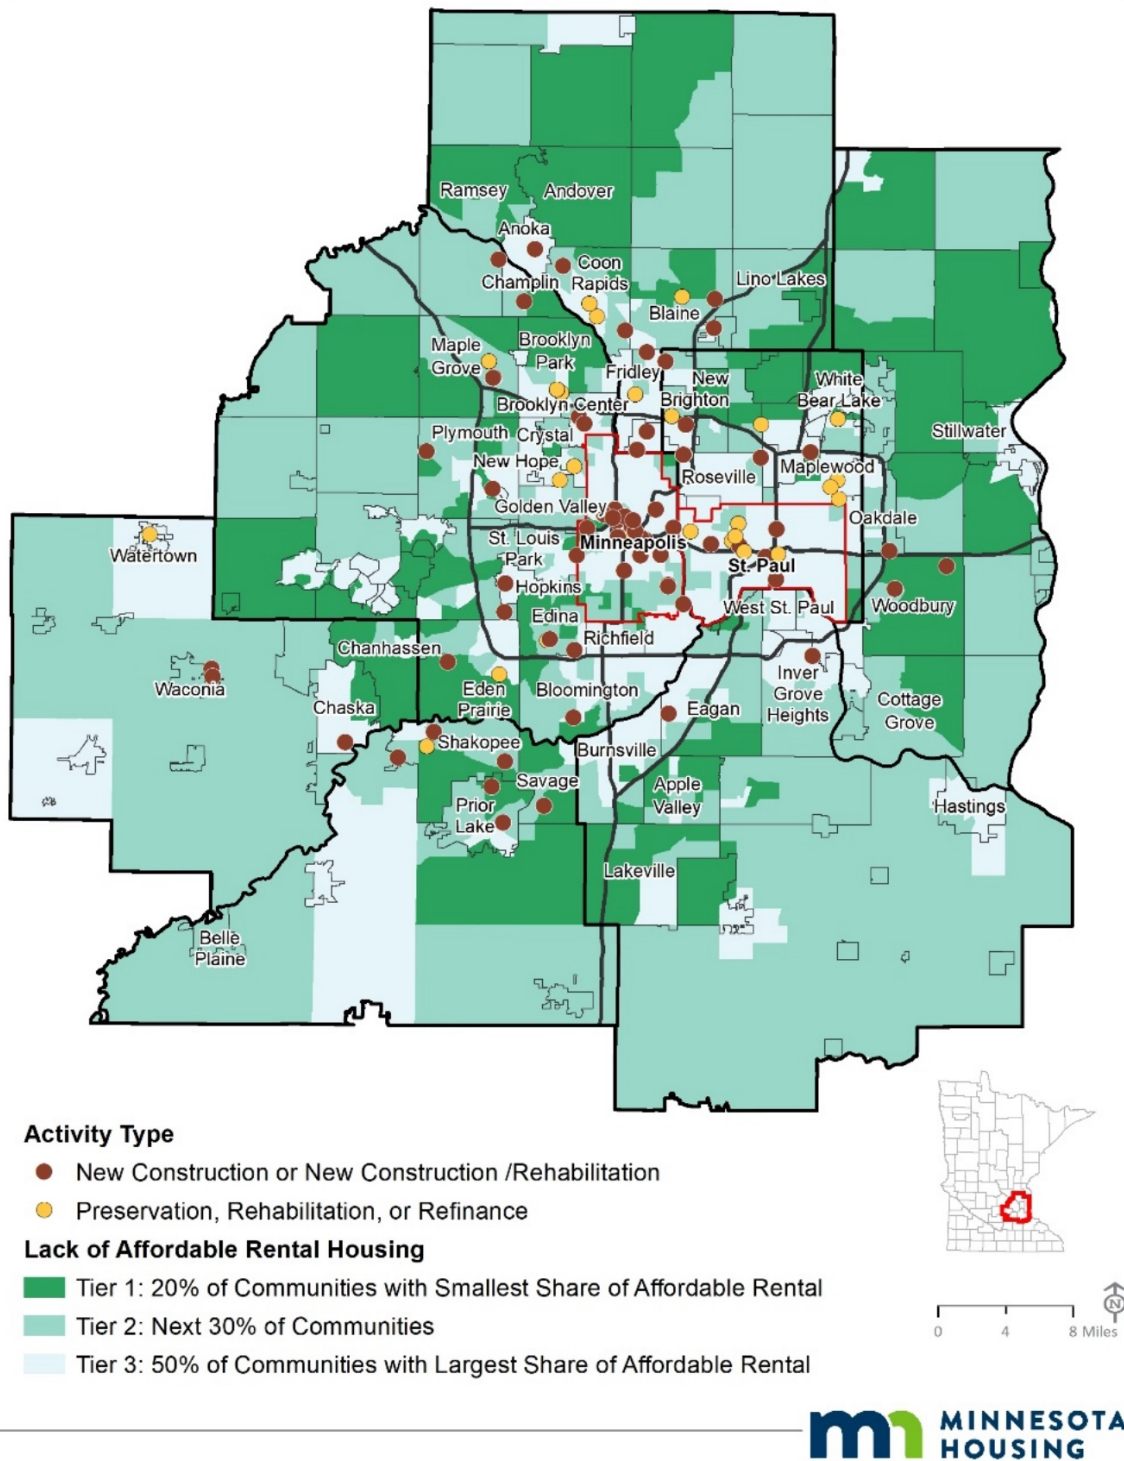 Ramsey
Andover
Anoka
Coon
Rapids
Champlin
Lino Lakes
Blaine
Brooklyn
Park
Maple
Grove
Fridley
New
Brighton
White
Bear Lake
Brooklyn Center
Plymouth
Crystal
Stillwater
New Hope
Maplewood
Roseville
Golden Valley
Oakdale
St. Louis
Park
Minneapolis
Watertown
St. Paul
Hopkins
Woodbury
West St. Paul
Edina
Richfield
Chanhassen
Inver
Grove
Heights
Waconia
Eden
Prairie
Bloomington
Cottage
Grove
Chaska
Eagan
Shakopee
Burnsville
Savage
Apple
Valley
Prior
Lake
Hastings
Lakeville
Belle
Plaine
Activity Type
New Construction or New Construction /Rehabilitation
Preservation, Rehabilitation, or Refinance
Lack of Affordable Rental Housing
Tier 1: 20% of Communities with Smallest Share of Affordable Rental
Tier 2: Next 30% of Communities
Tier 3: 50% of Communities with Largest Share of Affordable Rental
N
0 4 8 Miles
MINNESOTA
HOUSING